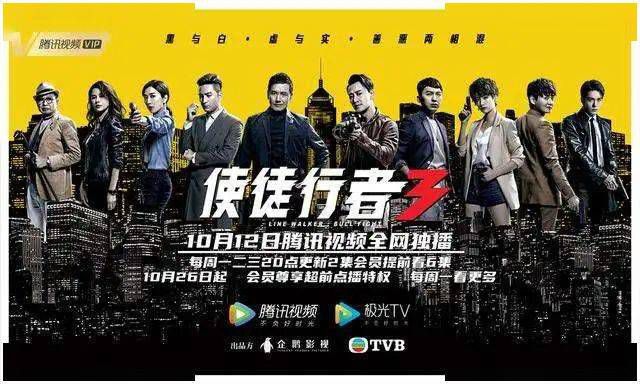 腾讯视频 VIP
黑与白·虚与实·善恶两相混
使徒行者3
LINE WALKER: BULL FIGHT
10月12日腾讯视频全网独播
每周一二三20点更新2集会员提前看6集
10月26日起 会员尊享超前点播特权 每周一看更多
腾讯视频 极光TV
不负好时光 不负好时光
出品方 企鹅影视 TVB